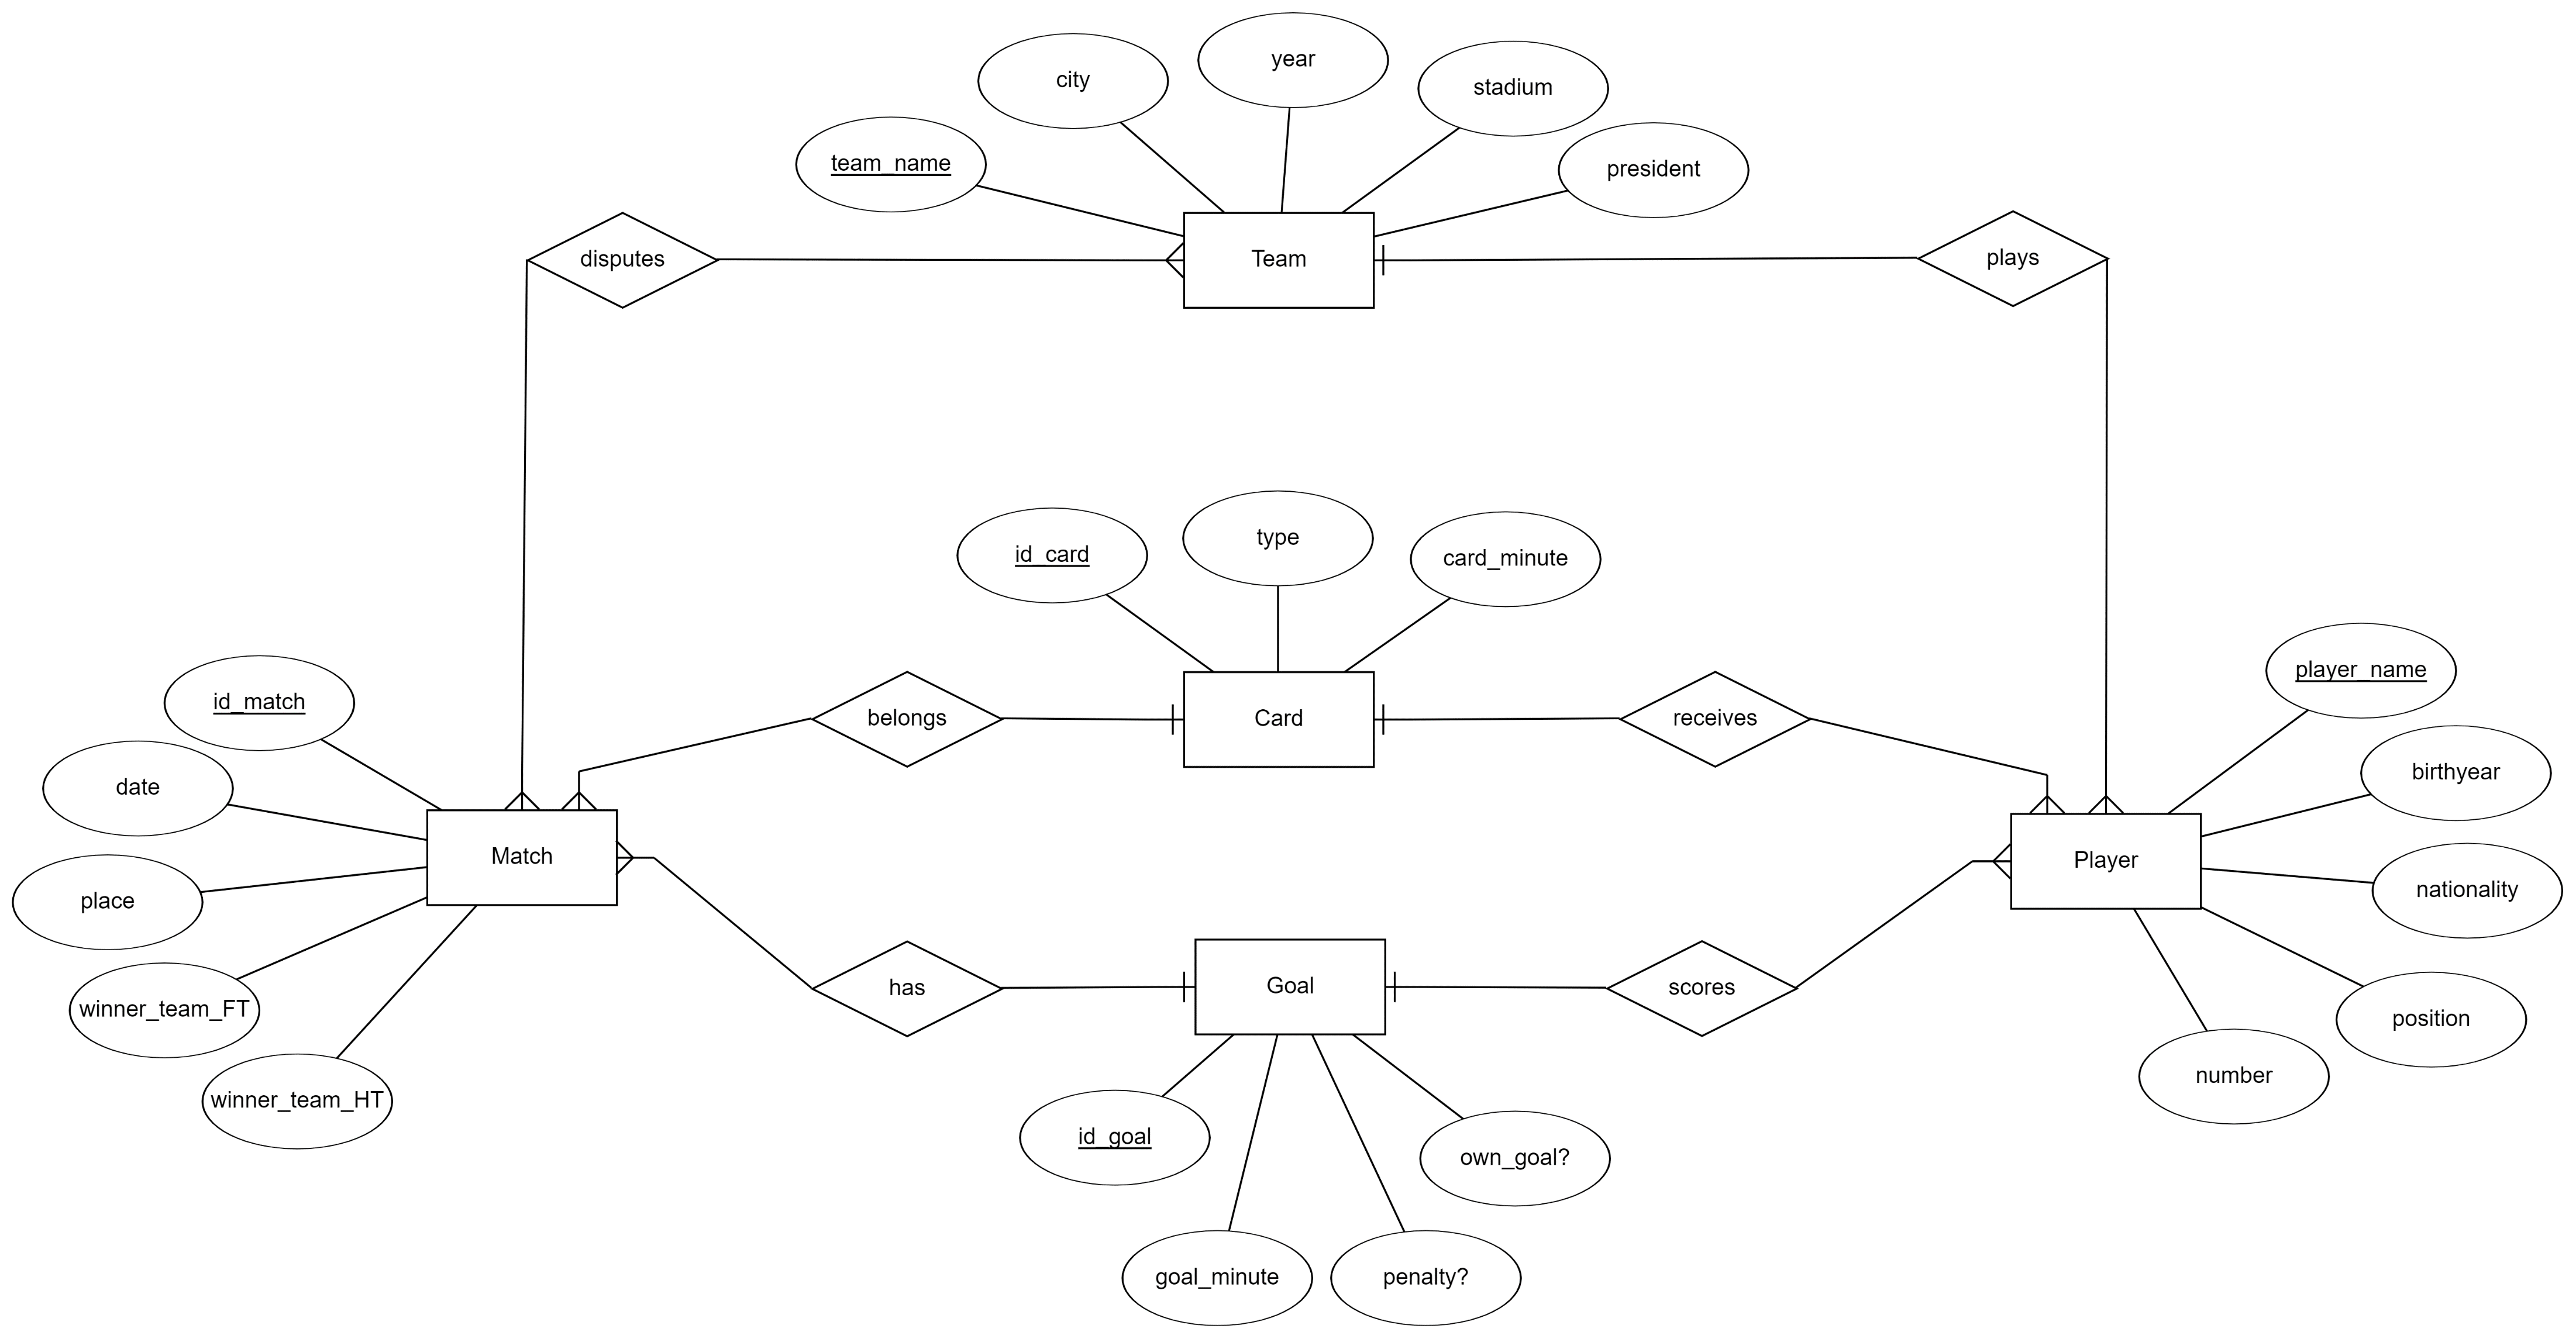 year
city
stadium
team_name
president
disputes
Team
plays
id_card
type
card_minute
player_name
id_match
belongs
Card
receives
birthyear
date
Match
Player
nationality
place
has
Goal
scores
winner_team_FT
position
number
winner_team_HT
id_goal
own_goal?
goal_minute
penalty?